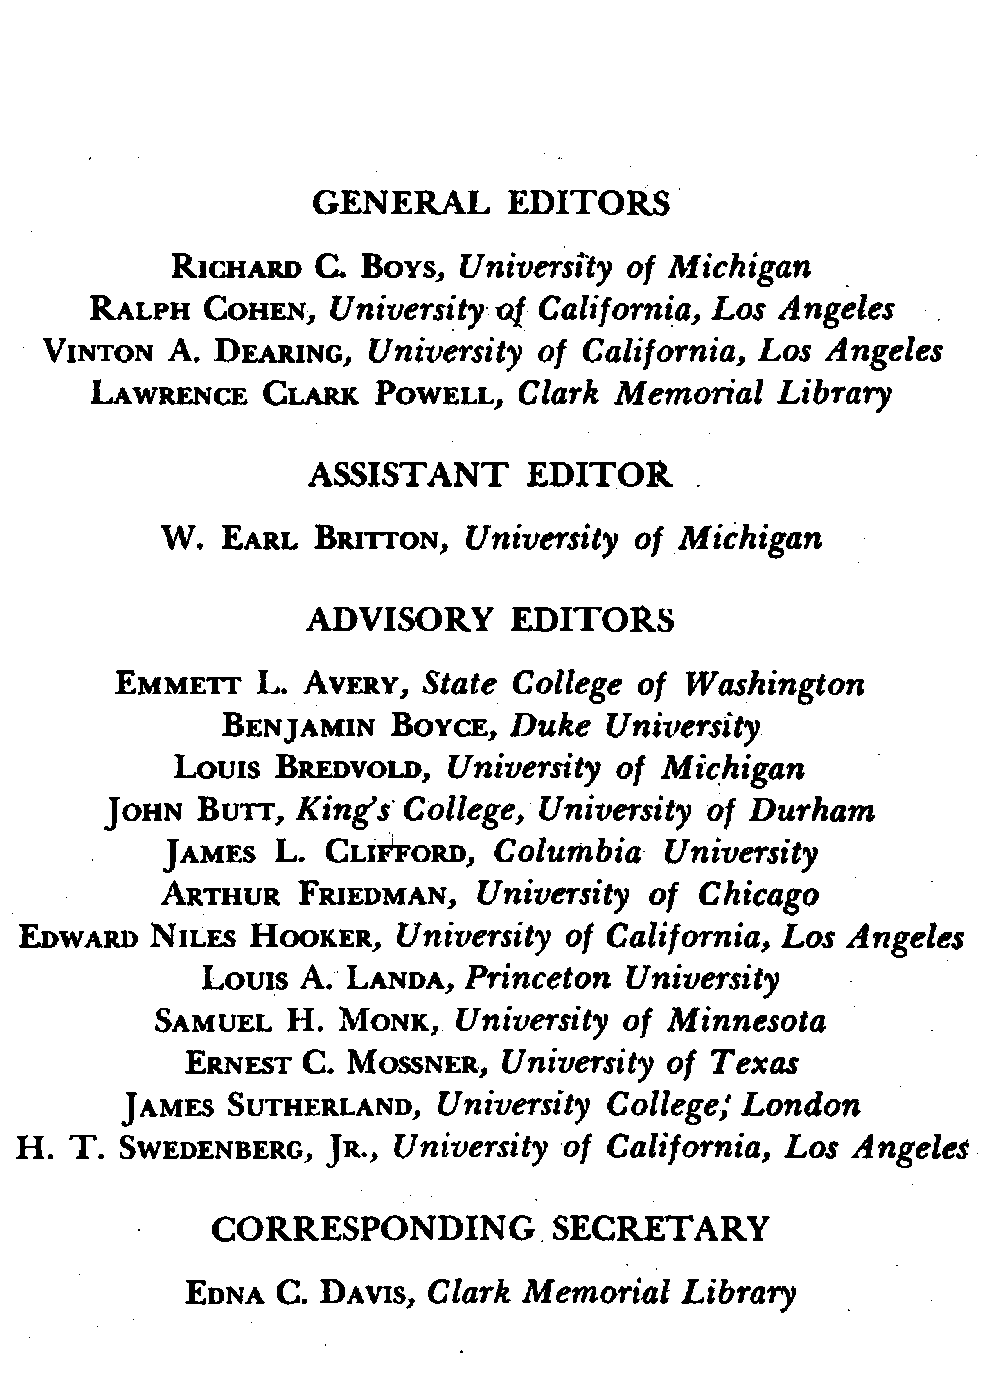 GENERAL EDITORS
Richard C. Boys, University of Michigan
Ralph Cohen, University of California, Los Angeles
Vinton A. Dearing, University of California, Los Angeles
Lawrence Clark Powell, Clark Memorial Library
ASSISTANT EDITOR
W. Earl Britton, University of Michigan
ADVISORY EDITORS
Emmett L. Avery, State College of Washington
Benjamin Boyce, Duke University
Louis Bredvold, University of Michigan
John Butt, King's College, University of Durham
James L. Clifford, Columbia University
Arthur Friedman, University of Chicago
Edward Niles Hooker, University of California, Los Angeles
Louis A. Landa, Princeton University
Samuel H. Monk, University of Minnesota
Ernest C. Mossner, University of Texas
James Sutherland, University College, London
H. T. Swedenberg, Jr., University of California, Los Angeles
CORRESPONDING SECRETARY
Edna C. Davis, Clark Memorial Library